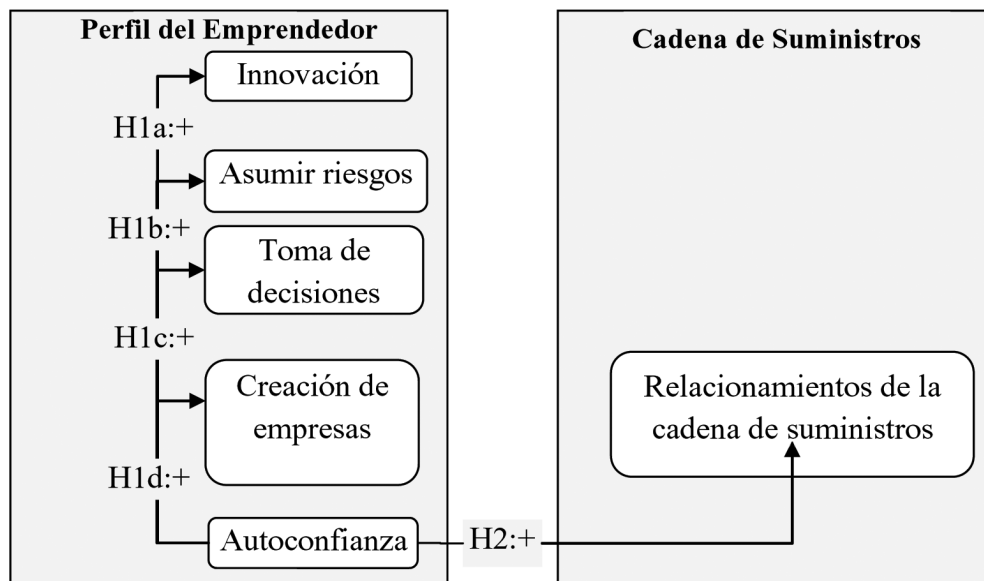 Perfil del Emprendedor
Innovación
H1a:+
Asumir riesgos
H1b:+
Toma de
decisiones
H1c:+
Creación de
empresas
H1d:+
Autoconfianza
H2:+
Cadena de Suministros
Relacionamientos de la
cadena de suministros